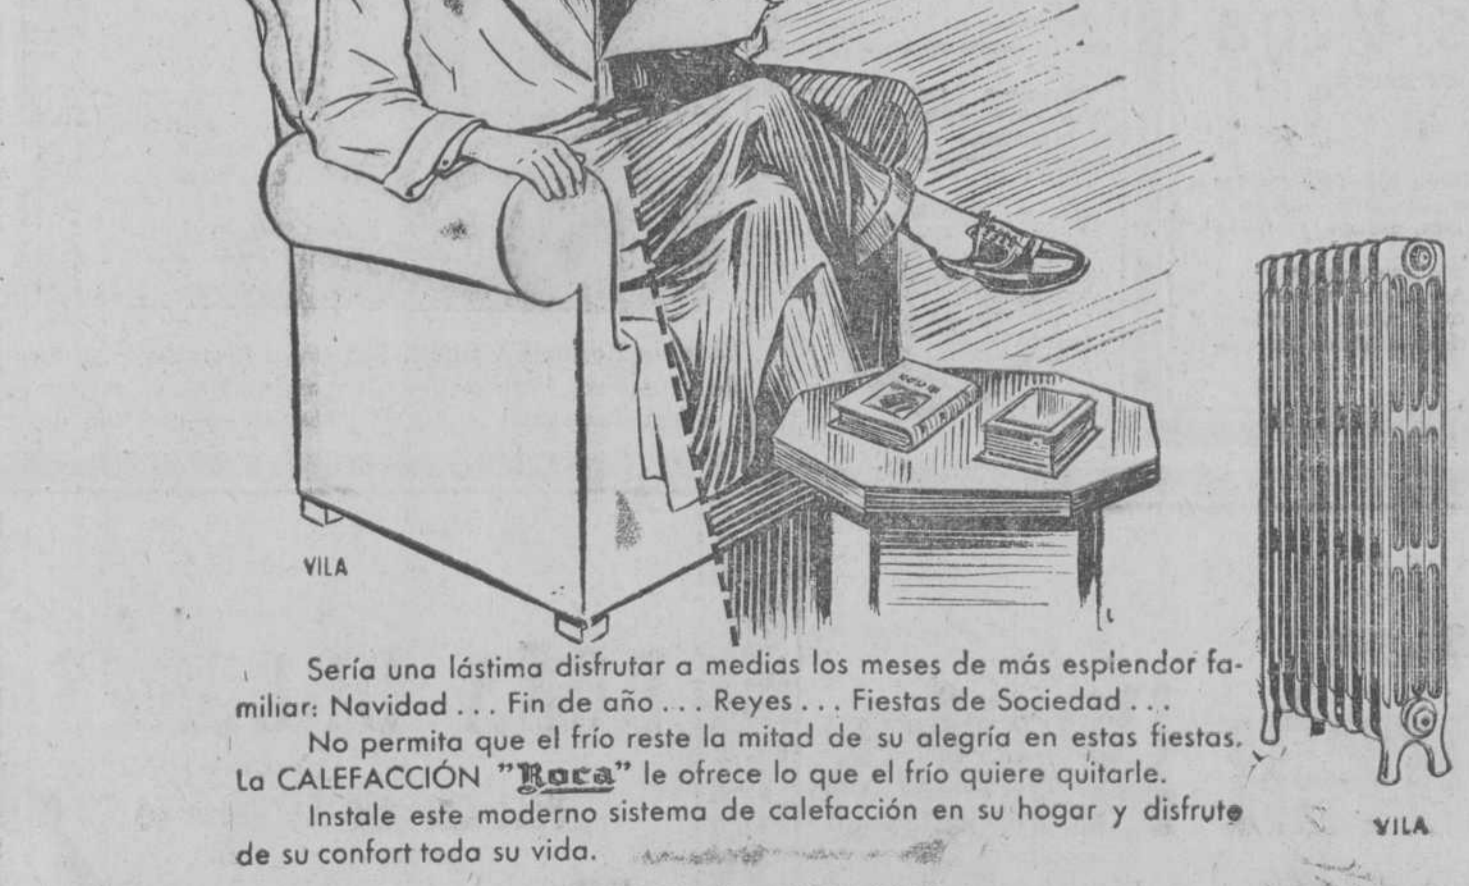 VILA
Sería una lástima disfrutar a medias los meses de más esplendor fa-
miliar: Navidad . . . Fin de año . . . Reyes . . . Fiestas de Sociedad . . .
No permita que el frío reste la mitad de su alegría en estas fiestas.
La CALEFACCIÓN "Roca" le ofrece lo que el frío quiere quitarle.
Instale este moderno sistema de calefacción en su hogar y disfrute
de su confort toda su vida.
VILA